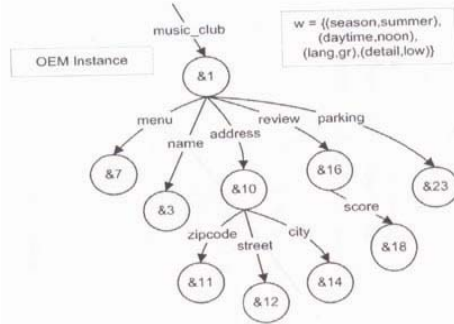 music_club
w = {(season,summer),
(daytime,noon),
(lang,gr),(detail,low)}
OEM Instance
&1
menu
name
address
review
parking
&7
&3
&10
&16
&23
zipcode
street
city
score
&11
&12
&14
&18